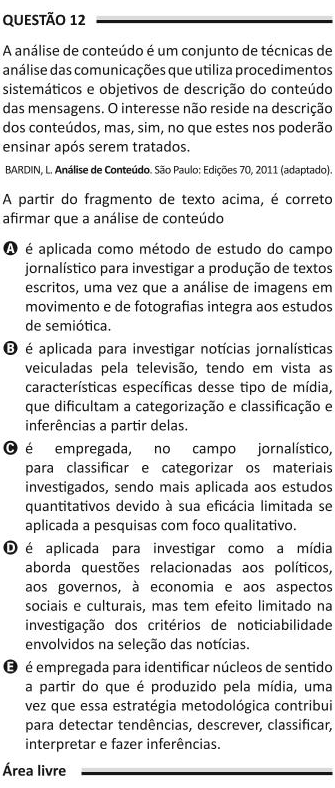 QUESTÃO 12
A análise de conteúdo é um conjunto de técnicas de
análise das comunicações que utiliza procedimentos
sistemáticos e objetivos de descrição do conteúdo
das mensagens. O interesse não reside na descrição
dos conteúdos, mas, sim, no que estes nos poderão
ensinar após serem tratados.
BARDIN, L. Análise de Conteúdo. São Paulo: Edições 70, 2011 (adaptado).
A partir do fragmento de texto acima, é correto
afirmar que a análise de conteúdo
A é aplicada como método de estudo do campo
jornalístico para investigar a produção de textos
escritos, uma vez que a análise de imagens em
movimento e de fotografias integra aos estudos
de semiótica.
B é aplicada para investigar notícias jornalísticas
veiculadas pela televisão, tendo em vista as
características específicas desse tipo de mídia,
que dificultam a categorização e classificação e
inferências a partir delas.
C é empregada, no campo jornalístico,
para classificar e categorizar os materiais
investigados, sendo mais aplicada aos estudos
quantitativos devido à sua eficácia limitada se
aplicada a pesquisas com foco qualitativo.
D é aplicada para investigar como a mídia
aborda questões relacionadas aos políticos,
aos governos, à economia e aos aspectos
sociais e culturais, mas tem efeito limitado na
investigação dos critérios de noticiabilidade
envolvidos na seleção das notícias.
E é empregada para identificar núcleos de sentido
a partir do que é produzido pela mídia, uma
vez que essa estratégia metodológica contribui
para detectar tendências, descrever, classificar,
interpretar e fazer inferências.
Área livre